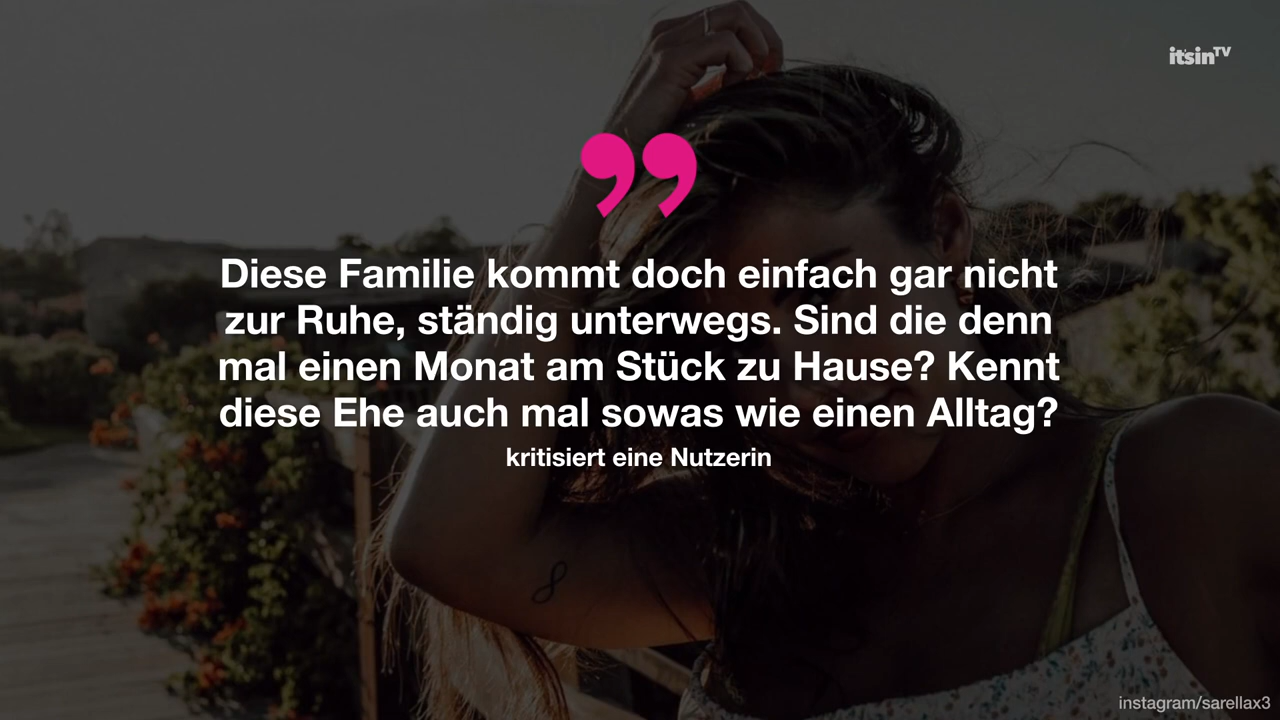 itsinTV
Diese Familie kommt doch einfach gar nicht
zur Ruhe, ständig unterwegs. Sind die denn
mal einen Monat am Stück zu Hause? Kennt
diese Ehe auch mal sowas wie einen Alltag?
kritisiert eine Nutzerin
instagram/sarellax3